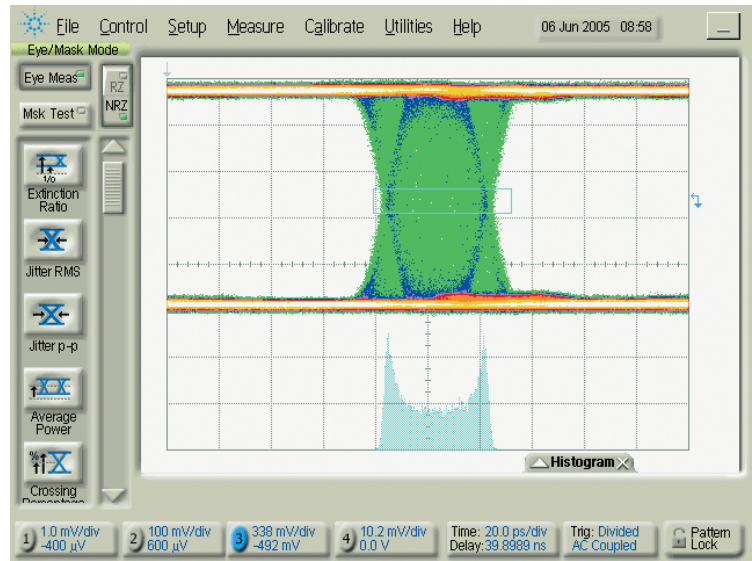 File Control Setup Measure Calibrate Utilities Help 06 Jun 2005 08:58
Eye/Mask Mode
Eye Meas
RZ
NRZ
Msk Test
1/0
Extinction
Ratio
Jitter RMS
Jitter p-p
Average
Power
%
Crossing
Percentage
Histogram
1) 1.0 mV/div
-400 µV
2) 100 mV/div
600 µV
3) 338 mV/div
-492 mV
4) 10.2 mV/div
0.0 V
Time: 20.0 ps/div
Delay:39.8989 ns
Trig: Divided
AC Coupled
Pattern
Lock